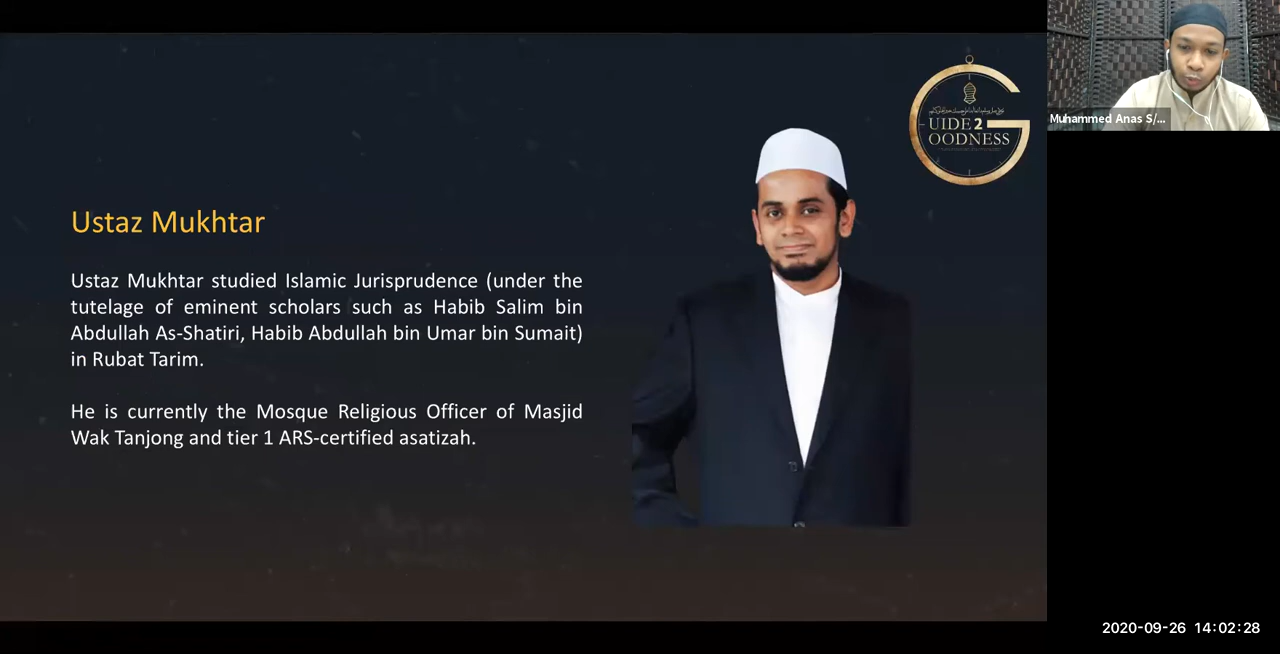 Ustaz Mukhtar
Ustaz Mukhtar studied Islamic Jurisprudence (under the
tutelage of eminent scholars such as Habib Salim bin
Abdullah As-Shatiri, Habib Abdullah bin Umar bin Sumait)
in Rubat Tarim.
He is currently the Mosque Religious Officer of Masjid
Wak Tanjong and tier 1 ARS-certified asatizah.
UIDE 2
G
OODNESS
Muhammed Anas S/...
2020-09-26 14:02:28